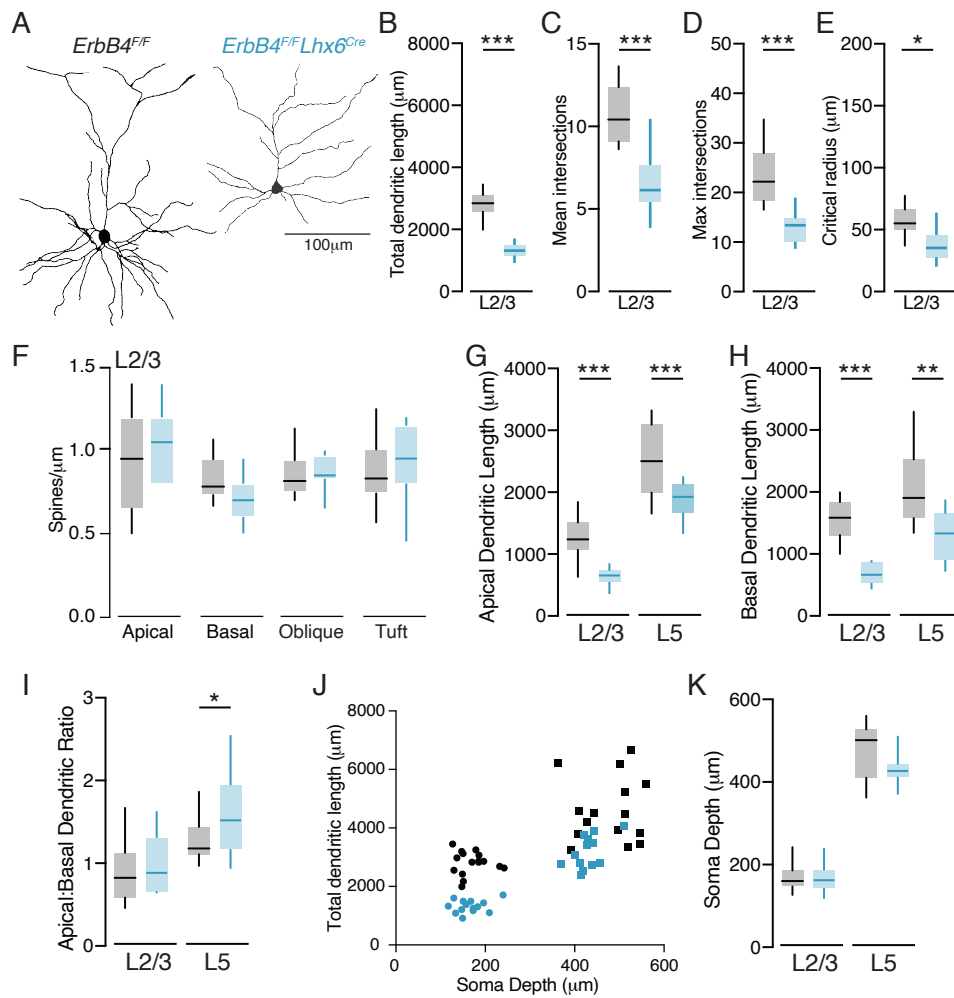 A
ErbB4F/F
ErbB4F/FLhx6Cre
100μm
B
Total dendritic length (μm)
8000
6000
4000
2000
0
***
L2/3
C
Mean intersections
15
10
5
0
***
L2/3
D
Max intersections
50
40
30
20
10
0
***
L2/3
E
Critical radius (μm)
200
150
100
50
0
*
L2/3
F
L2/3
Spines/μm
1.5
1.0
0.5
0.0
Apical
Basal
Oblique
Tuft
G
Apical Dendritic Length (μm)
4000
3000
2000
1000
0
***
***
L2/3
L5
H
Basal Dendritic Length (μm)
4000
3000
2000
1000
0
***
**
L2/3
L5
I
Apical:Basal Dendritic Ratio
3
2
1
0
*
L2/3
L5
J
Total dendritic length (μm)
8000
6000
4000
2000
0
0
200
400
600
Soma Depth (μm)
K
Soma Depth (μm)
600
400
200
0
L2/3
L5